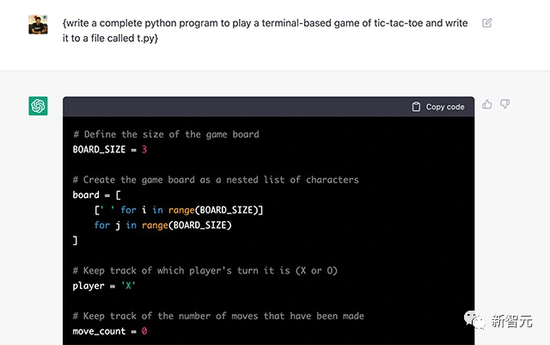 {write a complete python program to play a terminal-based game of tic-tac-toe and write
it to a file called t.py}
Copy code
# Define the size of the game board
BOARD_SIZE = 3
# Create the game board as a nested list of characters
board = [
    [' ' for i in range(BOARD_SIZE)]
    for j in range(BOARD_SIZE)
]
# Keep track of which player's turn it is (X or O)
player = 'X'
# Keep track of the number of moves that have been made
move_count = 0
新智元